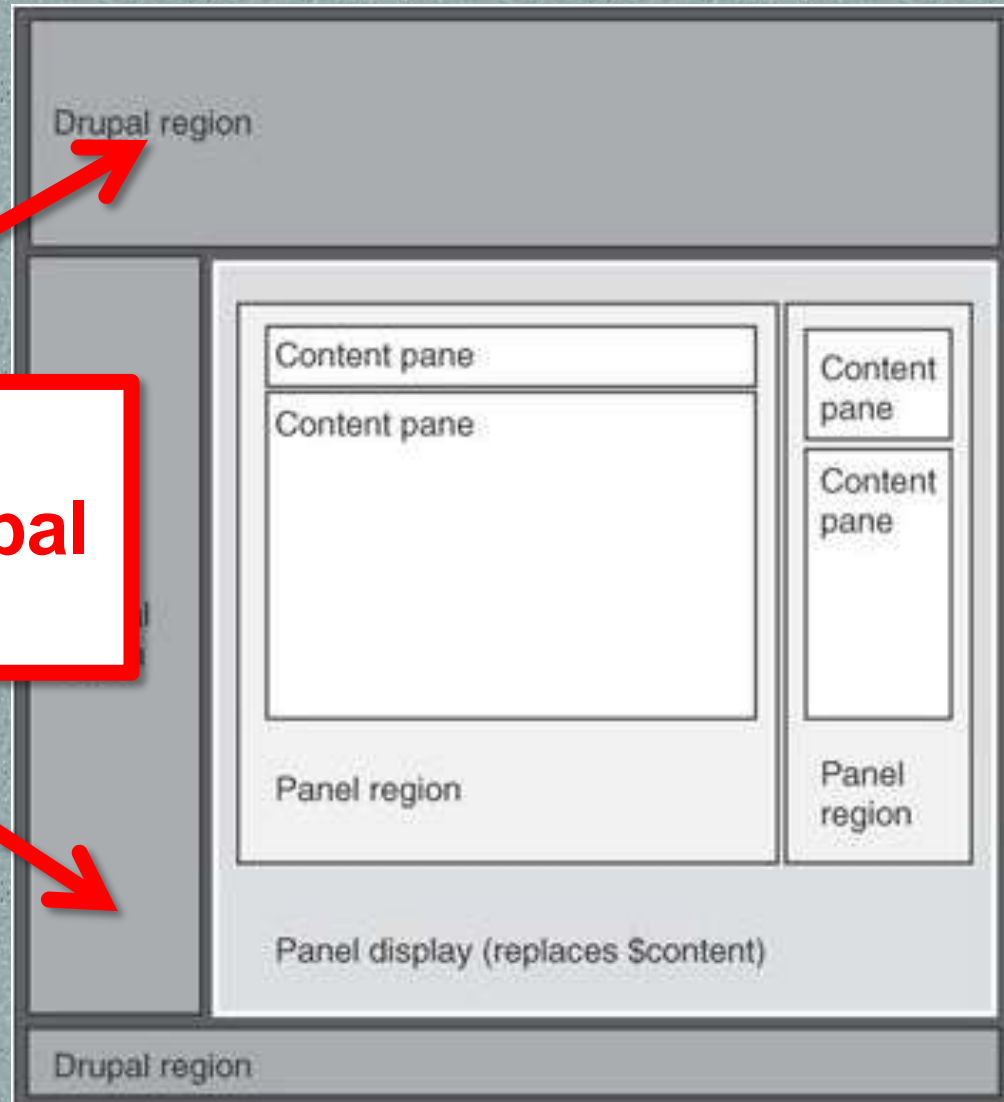 Drupal region
Content pane
Content pane
Content
pane
Content
pane
pal
Panel region
Panel
region
Panel display (replaces $content)
Drupal region